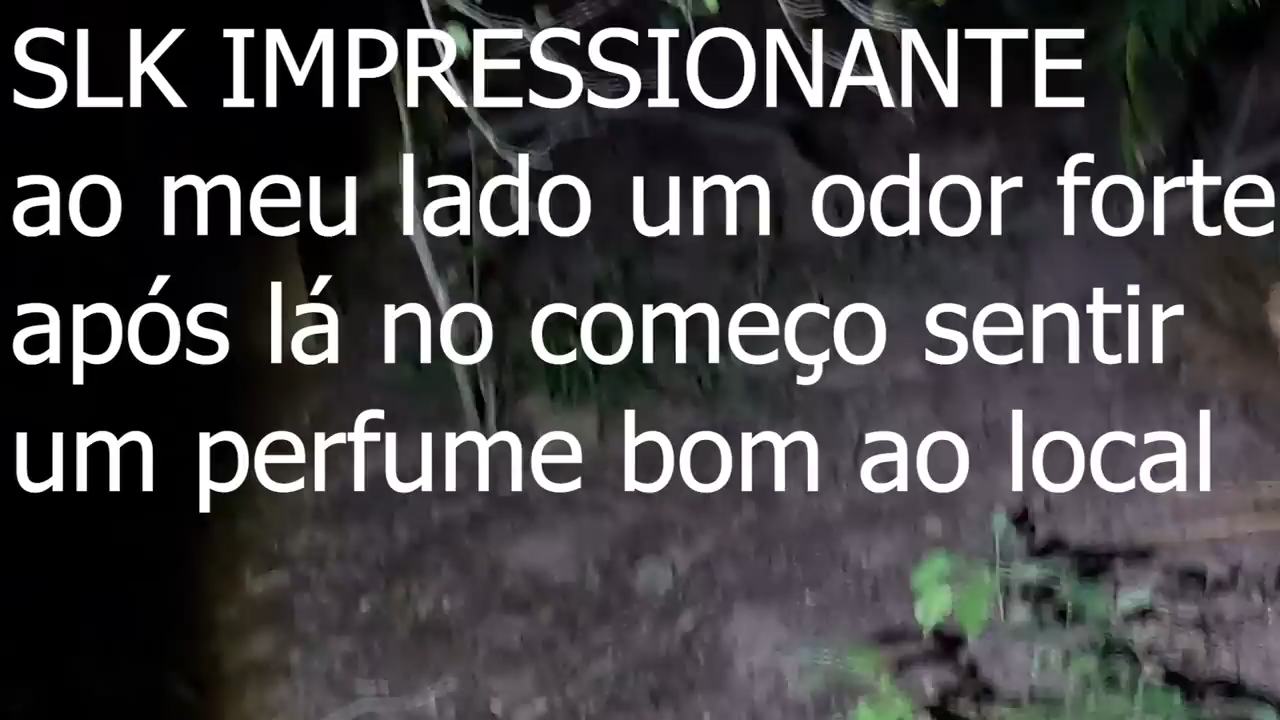 SLK IMPRESSIONANTE
ao meu lado um odor forte
após lá no começo sentir
um perfume bom ao local